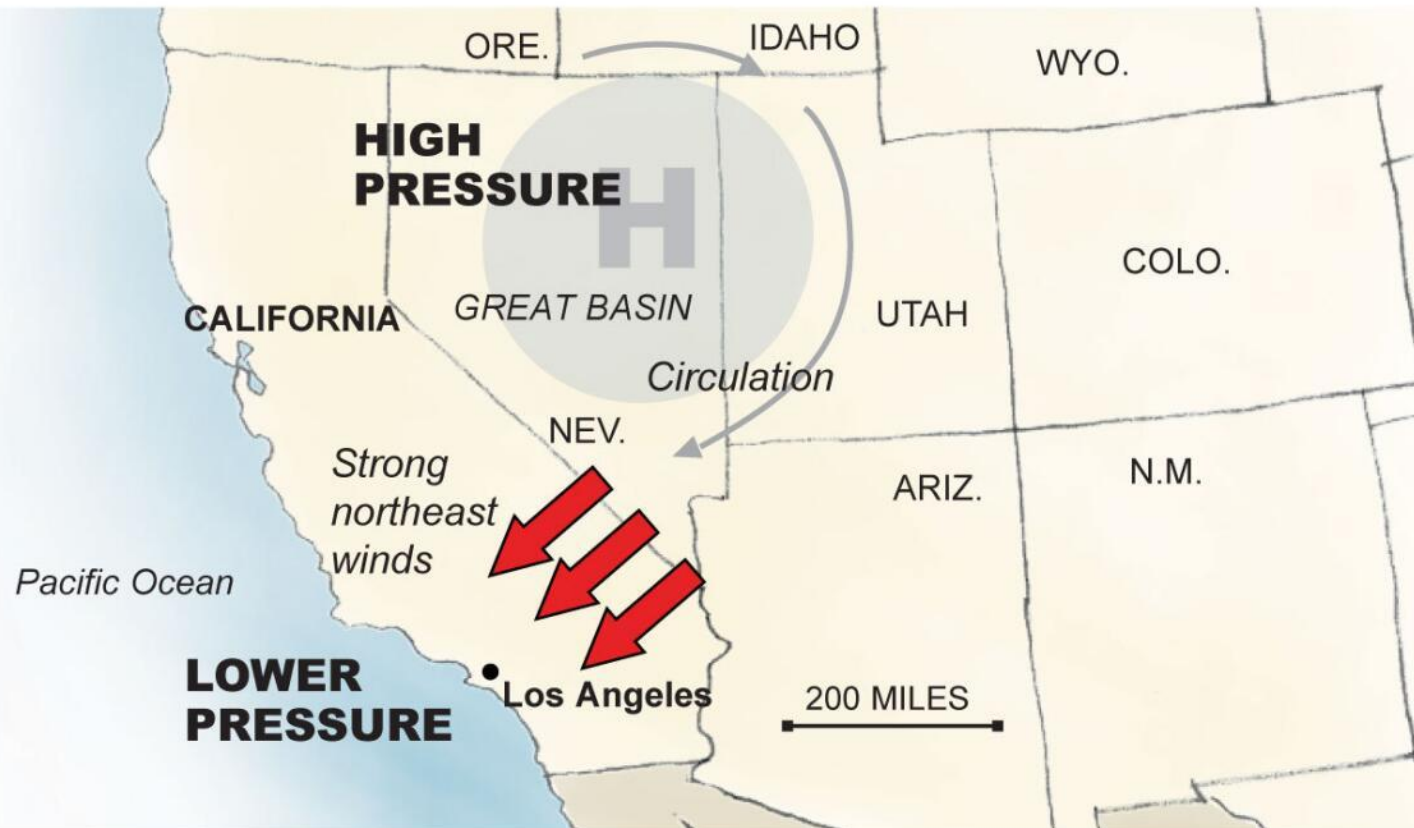 ORE.
IDAHO
WYO.
HIGH
PRESSURE
H
COLO.
CALIFORNIA
GREAT BASIN
UTAH
Circulation
NEV.
Strong
northeast
winds
ARIZ.
N.M.
Pacific Ocean
LOWER
PRESSURE
Los Angeles
200 MILES